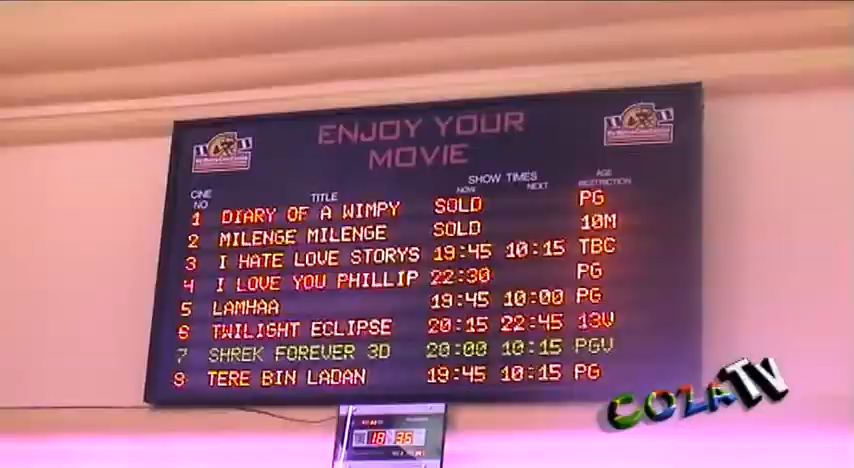 ENJOY YOUR
MOVIE
CINE NO TITLE SHOW TIMES NOW NEXT AGE RESTRICTION
1 DIARY OF A WIMPY SOLD PG
2 MILENGE MILENGE SOLD 10M
3 I HATE LOVE STORYS 19:45 10:15 TBC
4 I LOVE YOU PHILLIP 22:30 PG
5 LAMHAA 19:45 10:00 PG
6 TWILIGHT ECLIPSE 20:15 22:45 13V
7 SHREK FOREVER 3D 20:00 10:15 PGV
8 TERE BIN LADAN 19:45 10:15 PG
COZATV
18 35